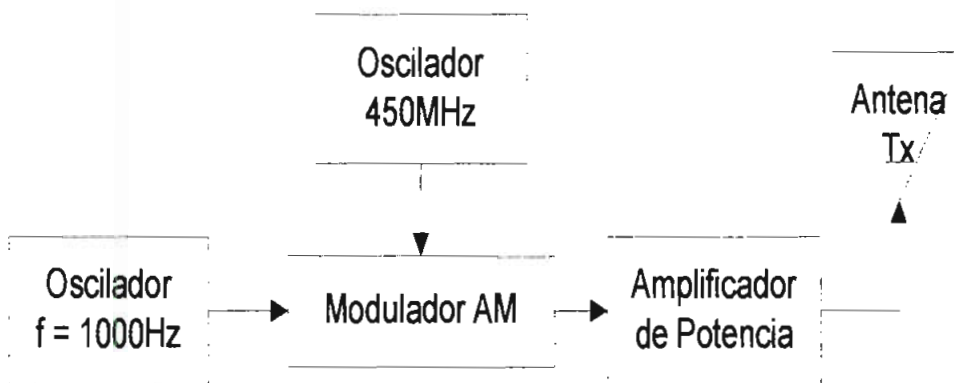 Oscilador
450MHz
Antena
Tx
Oscilador
f = 1000Hz
Modulador AM
Amplificador
de Potencia